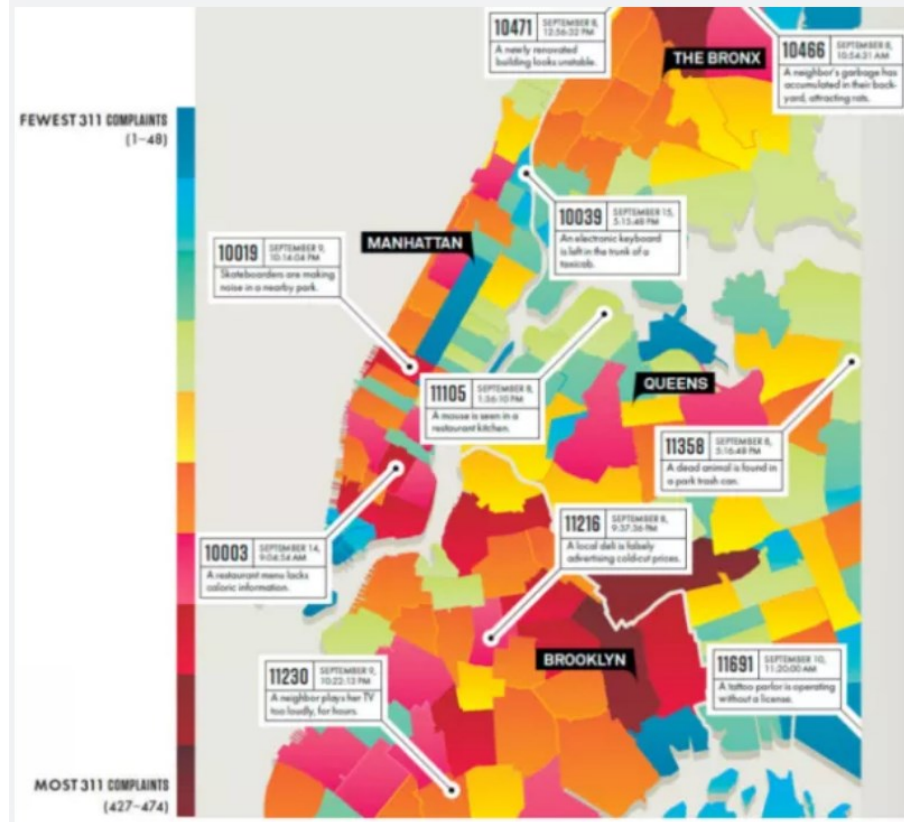 10471
SEPTEMBER 8,
12:56:32 PM
A newly renovated
building looks unstable.
THE BRONX
10466
SEPTEMBER 8,
10:54:31 AM
A neighbor's garbage has
accumulated in their back-
yard, attracting rats.
FEWEST 311 COMPLAINTS
(1–48)
10039
SEPTEMBER 15,
5:15:48 PM
An electronic keyboard
is left in the trunk of a
taxicab.
MANHATTAN
10019
SEPTEMBER 9,
10:14:04 PM
Skateboarders are making
noise in a nearby park.
11105
SEPTEMBER 8,
1:36:10 PM
A mouse is seen in a
restaurant kitchen.
QUEENS
11358
SEPTEMBER 8,
5:16:48 PM
A dead animal is found in
a park trash can.
11216
SEPTEMBER 8,
9:37:36 PM
A local deli is falsely
advertising cold-cut prices.
10003
SEPTEMBER 14,
9:04:54 AM
A restaurant menu lacks
caloric information.
BROOKLYN
11230
SEPTEMBER 9,
10:22:12 PM
A neighbor plays her TV
too loudly, for hours.
11691
SEPTEMBER 10,
11:20:00 AM
A tattoo parlor is operating
without a license.
MOST 311 COMPLAINTS
(427–474)